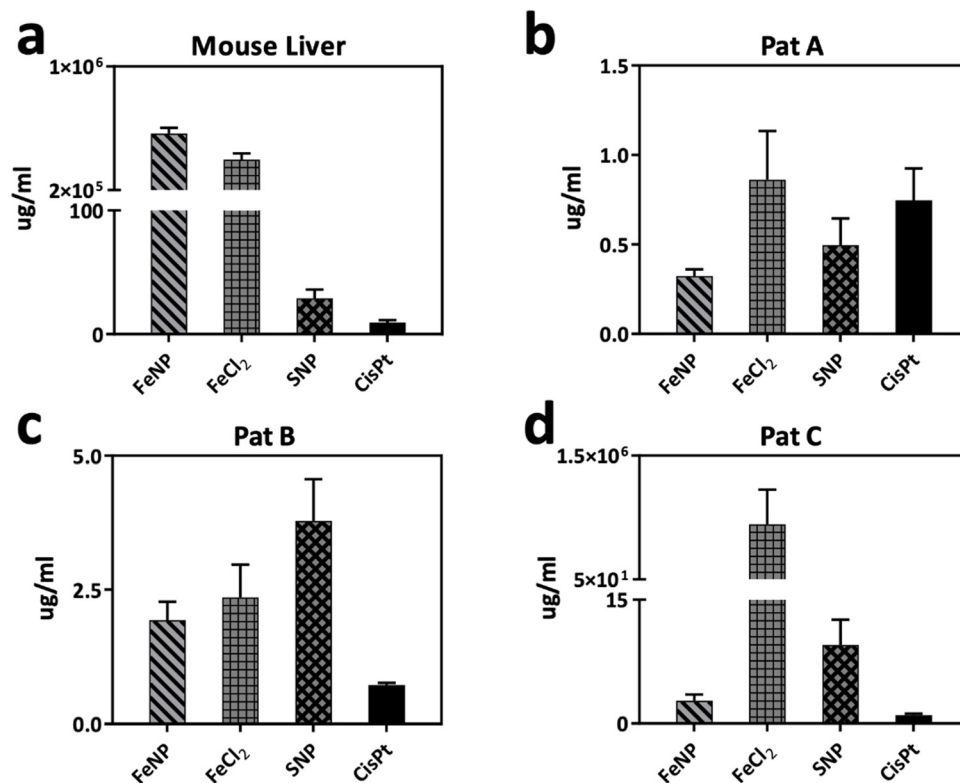 a
Mouse Liver
1×10⁶
2×10⁵
100
0
ug/ml
FeNP
FeCl₂
SNP
CisPt
b
Pat A
1.5
1.0
0.5
0.0
ug/ml
FeNP
FeCl₂
SNP
CisPt
c
Pat B
5.0
2.5
0.0
ug/ml
FeNP
FeCl₂
SNP
CisPt
d
Pat C
1.5×10⁶
5×10¹
15
0
ug/ml
FeNP
FeCl₂
SNP
CisPt